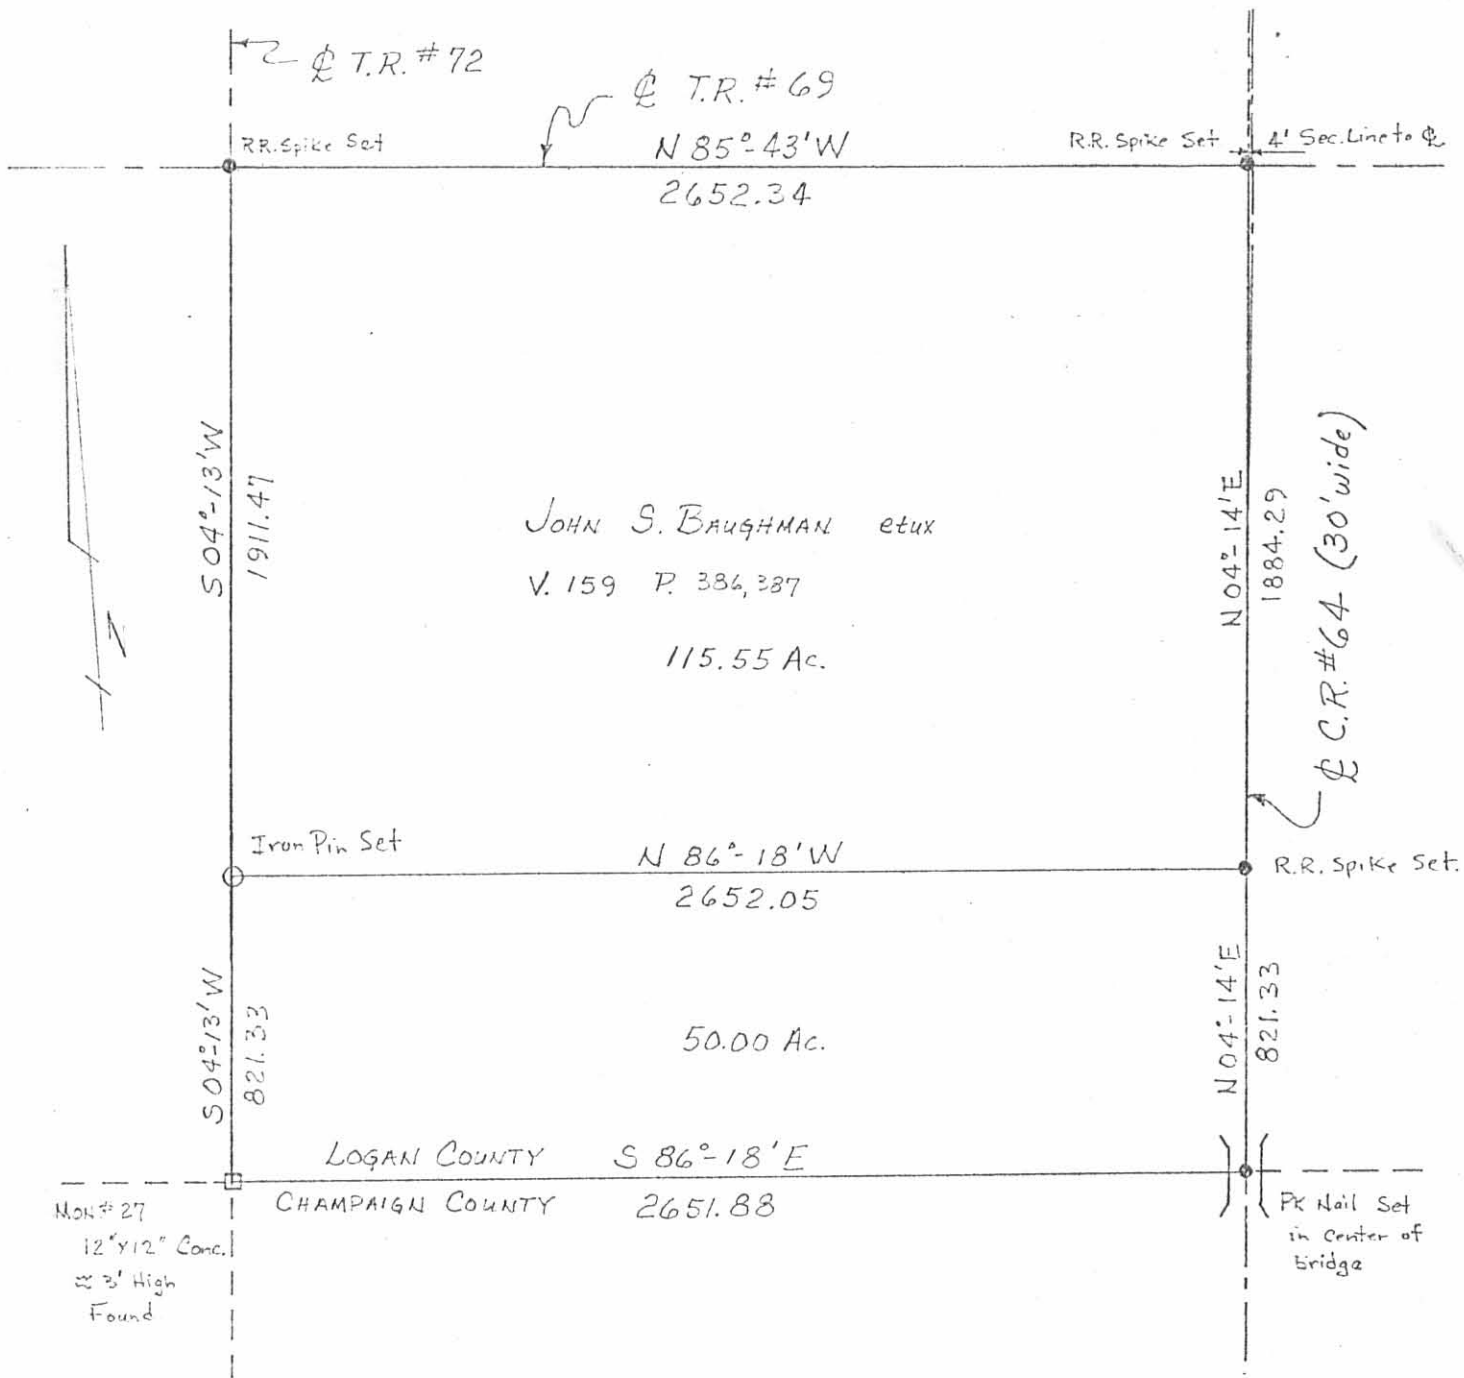 ℄ T.R. #72
℄ T.R. #69
R.R. Spike Set
N 85°-43'W
R.R. Spike Set
4' Sec. Line to ℄
2652.34
S 04°-13'W
1911.47
N 04°-14'E
1884.29
℄ C.R. #64 (30' wide)
JOHN S. BAUGHMAN etux
V. 159 P. 386, 387
115.55 Ac.
N
Iron Pin Set
N 86°-18'W
R.R. Spike Set.
2652.05
S 04°-13'W
821.33
N 04°-14'E
821.33
50.00 Ac.
LOGAN COUNTY S 86°-18'E
CHAMPAIGN COUNTY 2651.88
MON #27
12"x12" Conc.
≈ 3' High
Found
PK Nail Set
in center of
bridge